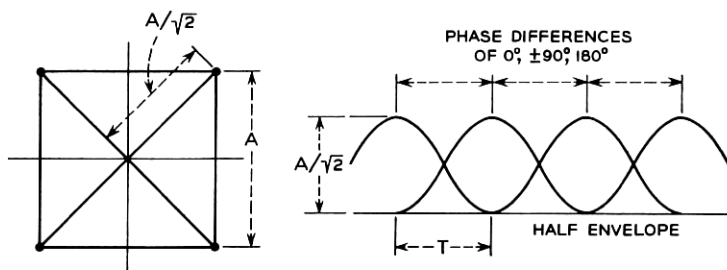 A/√2
A
PHASE DIFFERENCES
OF 0°, ±90°, 180°
A/√2
HALF ENVELOPE
T